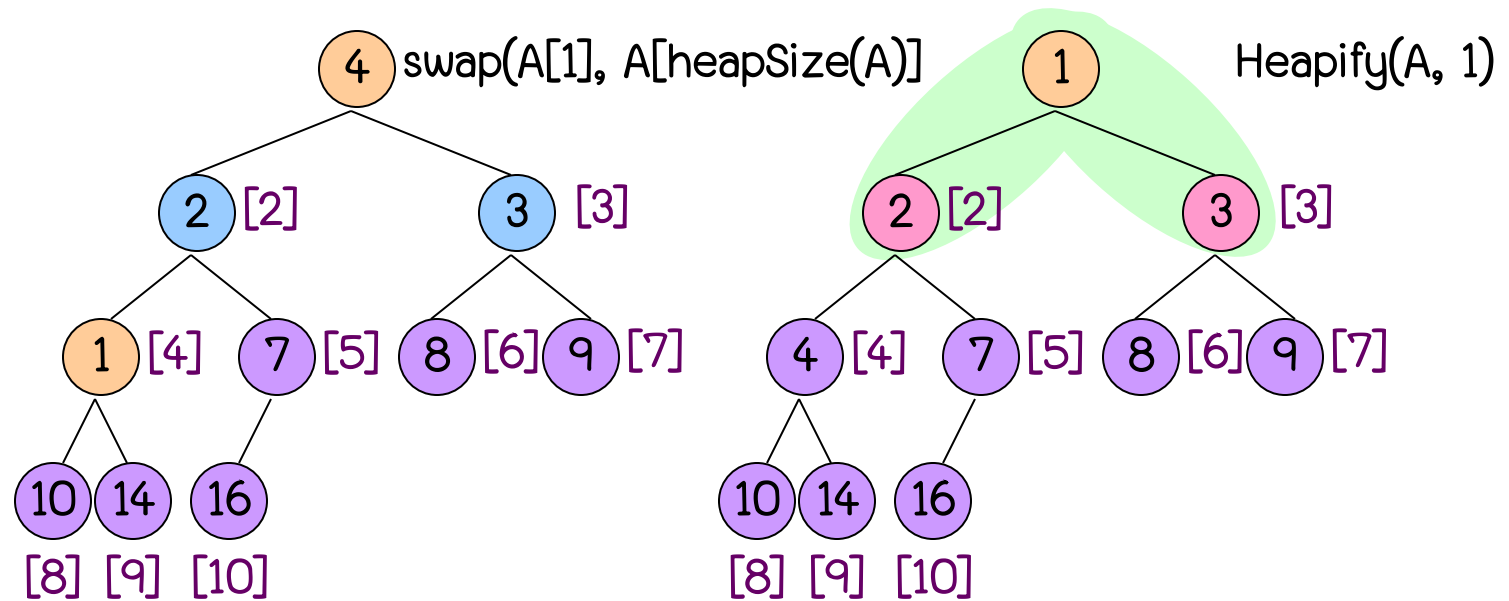 4 swap(A[1], A[heapSize(A)] 1 Heapify(A, 1)
2 [2] 3 [3] 2 [2] 3 [3]
1 [4] 7 [5] 8 [6] 9 [7] 4 [4] 7 [5] 8 [6] 9 [7]
10 14 16 10 14 16
[8] [9] [10] [8] [9] [10]